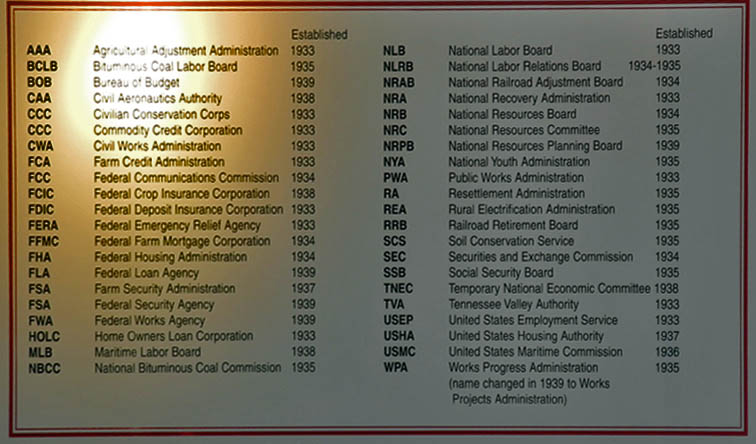 Established
AAA Agricultural Adjustment Administration 1933
BCLB Bituminous Coal Labor Board 1935
BOB Bureau of Budget 1939
CAA Civil Aeronautics Authority 1938
CCC Civilian Conservation Corps 1933
CCC Commodity Credit Corporation 1933
CWA Civil Works Administration 1933
FCA Farm Credit Administration 1933
FCC Federal Communications Commission 1934
FCIC Federal Crop Insurance Corporation 1938
FDIC Federal Deposit Insurance Corporation 1933
FERA Federal Emergency Relief Agency 1933
FFMC Federal Farm Mortgage Corporation 1934
FHA Federal Housing Administration 1934
FLA Federal Loan Agency 1939
FSA Farm Security Administration 1937
FSA Federal Security Agency 1939
FWA Federal Works Agency 1939
HOLC Home Owners Loan Corporation 1933
MLB Maritime Labor Board 1938
NBCC National Bituminous Coal Commission 1935
Established
NLB National Labor Board 1933
NLRB National Labor Relations Board 1934-1935
NRAB National Railroad Adjustment Board 1934
NRA National Recovery Administration 1933
NRB National Resources Board 1934
NRC National Resources Committee 1935
NRPB National Resources Planning Board 1939
NYA National Youth Administration 1935
PWA Public Works Administration 1933
RA Resettlement Administration 1935
REA Rural Electrification Administration 1935
RRB Railroad Retirement Board 1935
SCS Soil Conservation Service 1935
SEC Securities and Exchange Commission 1934
SSB Social Security Board 1935
TNEC Temporary National Economic Committee 1938
TVA Tennessee Valley Authority 1933
USEP United States Employment Service 1933
USHA United States Housing Authority 1937
USMC United States Maritime Commission 1936
WPA Works Progress Administration 1935
(name changed in 1939 to Works
Projects Administration)